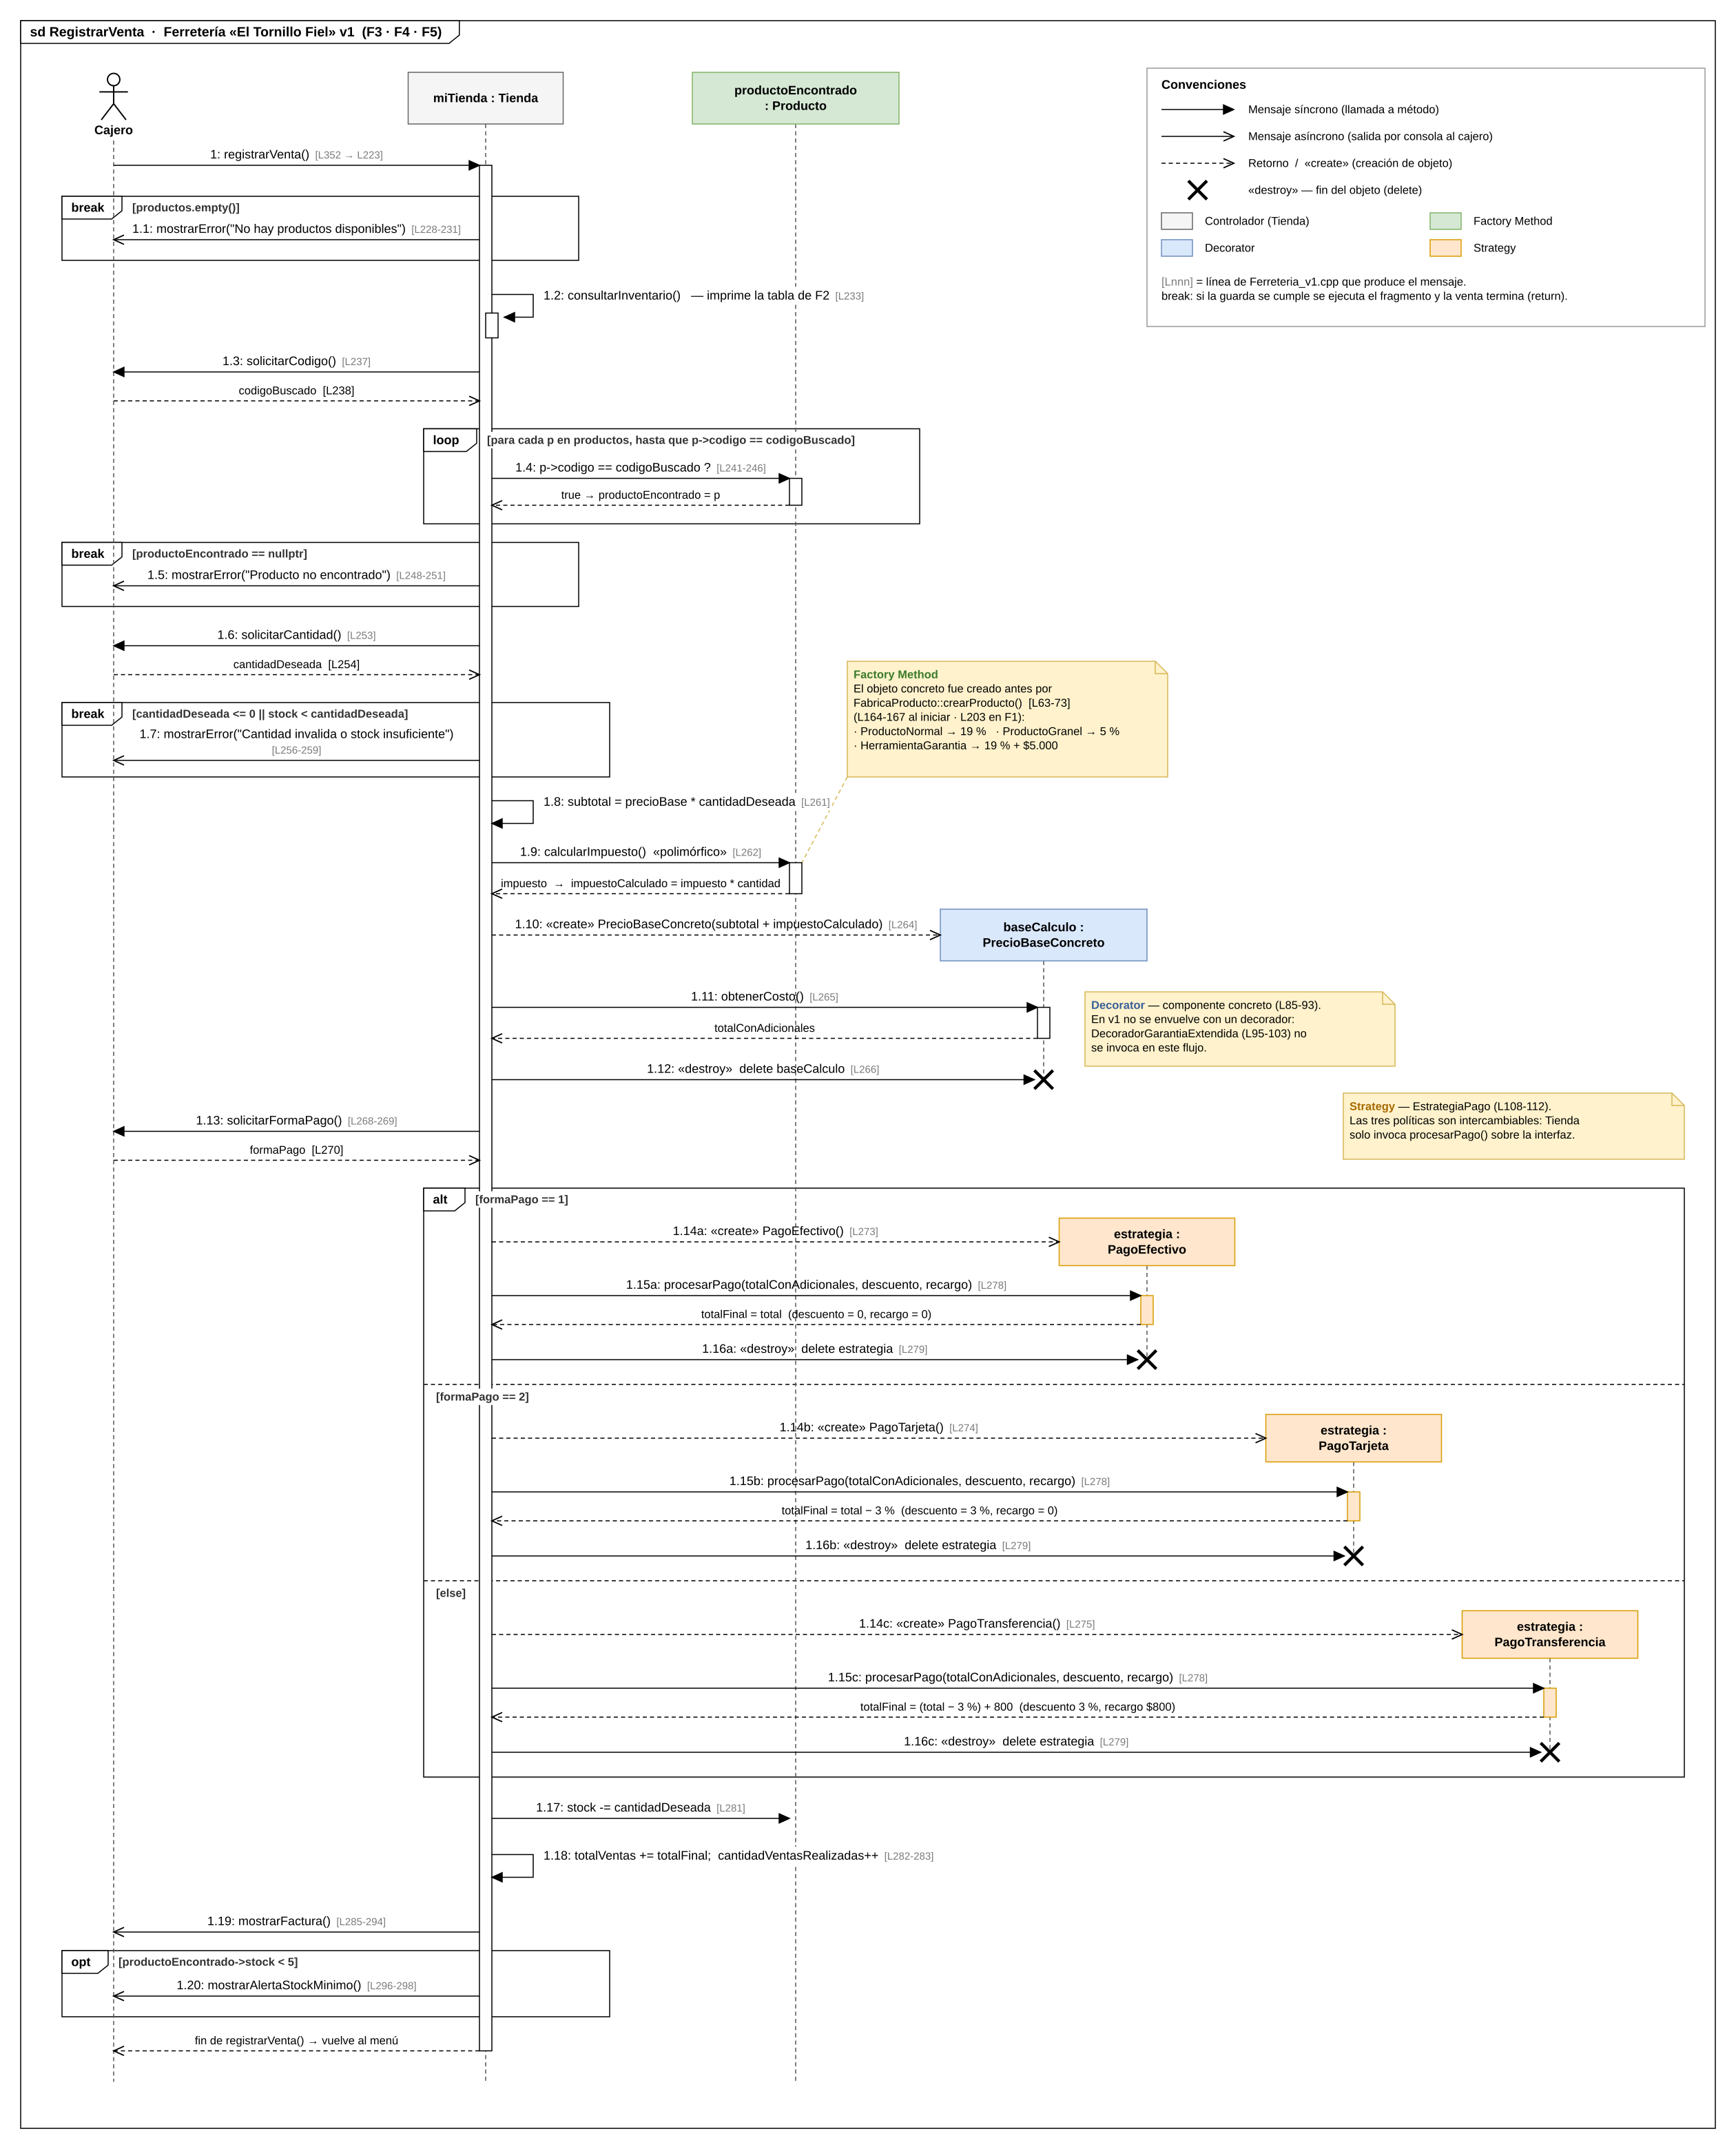 sd RegistrarVenta · Ferretería «El Tornillo Fiel» v1 (F3 · F4 · F5)
Cajero
miTienda : Tienda
productoEncontrado
: Producto
Convenciones
Mensaje síncrono (llamada a método)
Mensaje asíncrono (salida por consola al cajero)
Retorno / «create» (creación de objeto)
«destroy» — fin del objeto (delete)
Controlador (Tienda)
Factory Method
Decorator
Strategy
[Lnnn] = línea de Ferreteria_v1.cpp que produce el mensaje.
break: si la guarda se cumple se ejecuta el fragmento y la venta termina (return).
1: registrarVenta() [L352 → L223]
break [productos.empty()]
1.1: mostrarError("No hay productos disponibles") [L228-231]
1.2: consultarInventario() — imprime la tabla de F2 [L233]
1.3: solicitarCodigo() [L237]
codigoBuscado [L238]
loop [para cada p en productos, hasta que p->codigo == codigoBuscado]
1.4: p->codigo == codigoBuscado ? [L241-246]
true → productoEncontrado = p
break [productoEncontrado == nullptr]
1.5: mostrarError("Producto no encontrado") [L248-251]
1.6: solicitarCantidad() [L253]
cantidadDeseada [L254]
Factory Method
El objeto concreto fue creado antes por
FabricaProducto::crearProducto() [L63-73]
(L164-167 al iniciar · L203 en F1):
· ProductoNormal → 19 % · ProductoGranel → 5 %
· HerramientaGarantia → 19 % + $5.000
break [cantidadDeseada <= 0 || stock < cantidadDeseada]
1.7: mostrarError("Cantidad invalida o stock insuficiente")
[L256-259]
1.8: subtotal = precioBase * cantidadDeseada [L261]
1.9: calcularImpuesto() «polimórfico» [L262]
impuesto → impuestoCalculado = impuesto * cantidad
1.10: «create» PrecioBaseConcreto(subtotal + impuestoCalculado) [L264]
baseCalculo :
PrecioBaseConcreto
1.11: obtenerCosto() [L265]
totalConAdicionales
Decorator — componente concreto (L85-93).
En v1 no se envuelve con un decorador:
DecoradorGarantiaExtendida (L95-103) no
se invoca en este flujo.
1.12: «destroy» delete baseCalculo [L266]
Strategy — EstrategiaPago (L108-112).
Las tres políticas son intercambiables: Tienda
solo invoca procesarPago() sobre la interfaz.
1.13: solicitarFormaPago() [L268-269]
formaPago [L270]
alt [formaPago == 1]
1.14a: «create» PagoEfectivo() [L273]
estrategia :
PagoEfectivo
1.15a: procesarPago(totalConAdicionales, descuento, recargo) [L278]
totalFinal = total (descuento = 0, recargo = 0)
1.16a: «destroy» delete estrategia [L279]
[formaPago == 2]
1.14b: «create» PagoTarjeta() [L274]
estrategia :
PagoTarjeta
1.15b: procesarPago(totalConAdicionales, descuento, recargo) [L278]
totalFinal = total − 3 % (descuento = 3 %, recargo = 0)
1.16b: «destroy» delete estrategia [L279]
[else]
1.14c: «create» PagoTransferencia() [L275]
estrategia :
PagoTransferencia
1.15c: procesarPago(totalConAdicionales, descuento, recargo) [L278]
totalFinal = (total − 3 %) + 800 (descuento 3 %, recargo $800)
1.16c: «destroy» delete estrategia [L279]
1.17: stock -= cantidadDeseada [L281]
1.18: totalVentas += totalFinal; cantidadVentasRealizadas++ [L282-283]
1.19: mostrarFactura() [L285-294]
opt [productoEncontrado->stock < 5]
1.20: mostrarAlertaStockMinimo() [L296-298]
fin de registrarVenta() → vuelve al menú